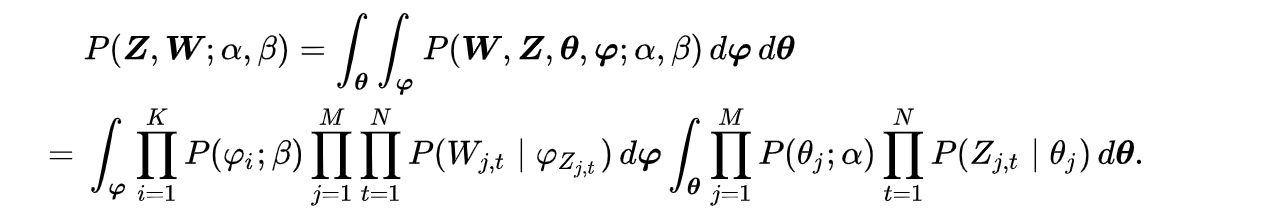 P(𝒁, 𝑾; α, β) = ∫_𝜽 ∫_𝝋 P(𝑾, 𝒁, 𝜽, 𝝋; α, β) d𝝋 d𝜽
= ∫_𝝋 ∏_{i=1}^{K} P(φ_i; β) ∏_{j=1}^{M} ∏_{t=1}^{N} P(W_{j,t} | φ_{Z_{j,t}}) d𝝋 ∫_𝜽 ∏_{j=1}^{M} P(θ_j; α) ∏_{t=1}^{N} P(Z_{j,t} | θ_j) d𝜽.